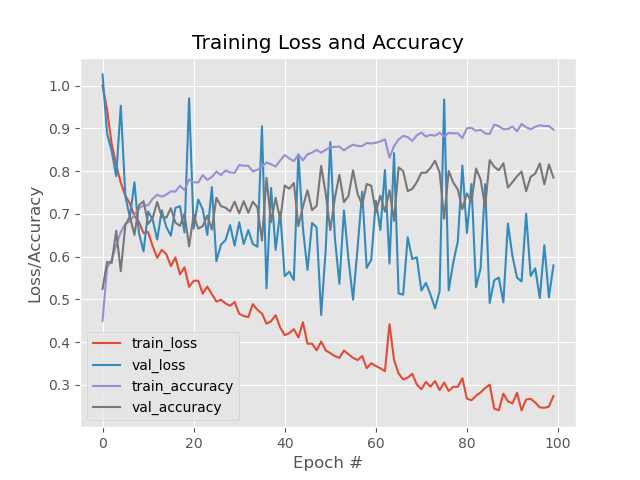 Training Loss and Accuracy
Loss/Accuracy
1.0
0.9
0.8
0.7
0.6
0.5
0.4
0.3
train_loss
val_loss
train_accuracy
val_accuracy
0 20 40 60 80 100
Epoch #